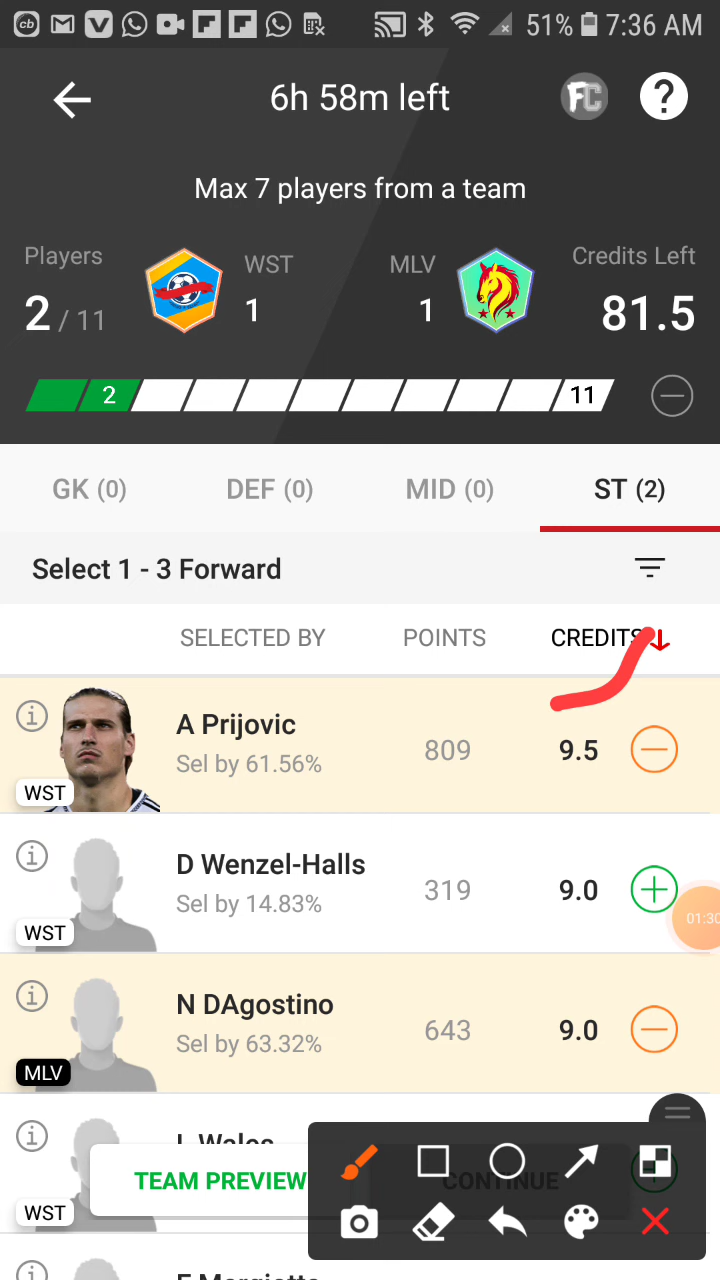 cb
51% 7:36 AM
6h 58m left
FC ?
Max 7 players from a team
Players WST MLV Credits Left
2 / 11 1 1 81.5
2 11
GK (0) DEF (0) MID (0) ST (2)
Select 1 - 3 Forward
SELECTED BY POINTS CREDITS
A Prijovic
Sel by 61.56% 809 9.5
WST
D Wenzel-Halls
Sel by 14.83% 319 9.0
WST
01:30
N DAgostino
Sel by 63.32% 643 9.0
MLV
L Wales
TEAM PREVIEW CONTINUE
WST